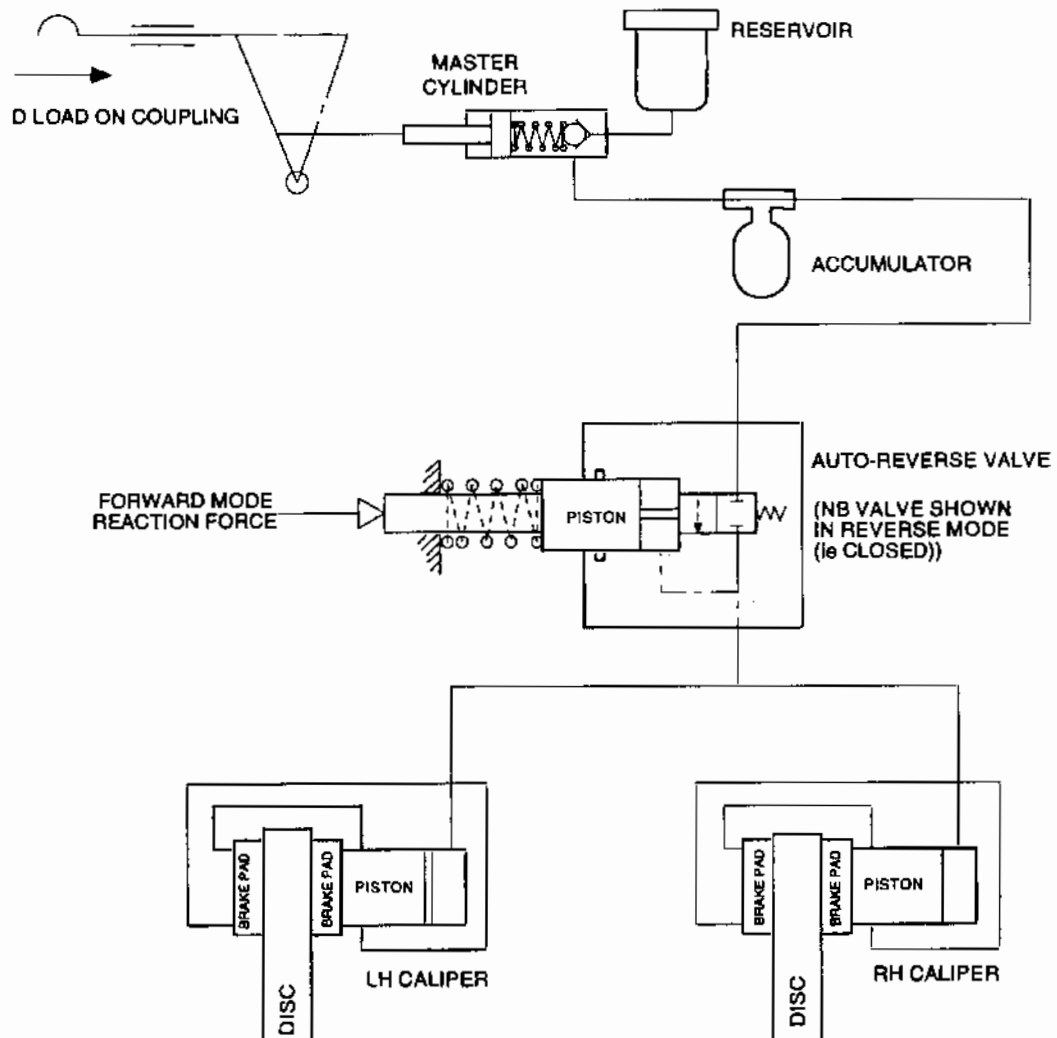 RESERVOIR
MASTER
CYLINDER
D LOAD ON COUPLING
ACCUMULATOR
AUTO-REVERSE VALVE
(NB VALVE SHOWN
IN REVERSE MODE
(ie CLOSED))
FORWARD MODE
REACTION FORCE
PISTON
BRAKE PAD
BRAKE PAD
PISTON
LH CALIPER
DISC
BRAKE PAD
BRAKE PAD
PISTON
RH CALIPER
DISC